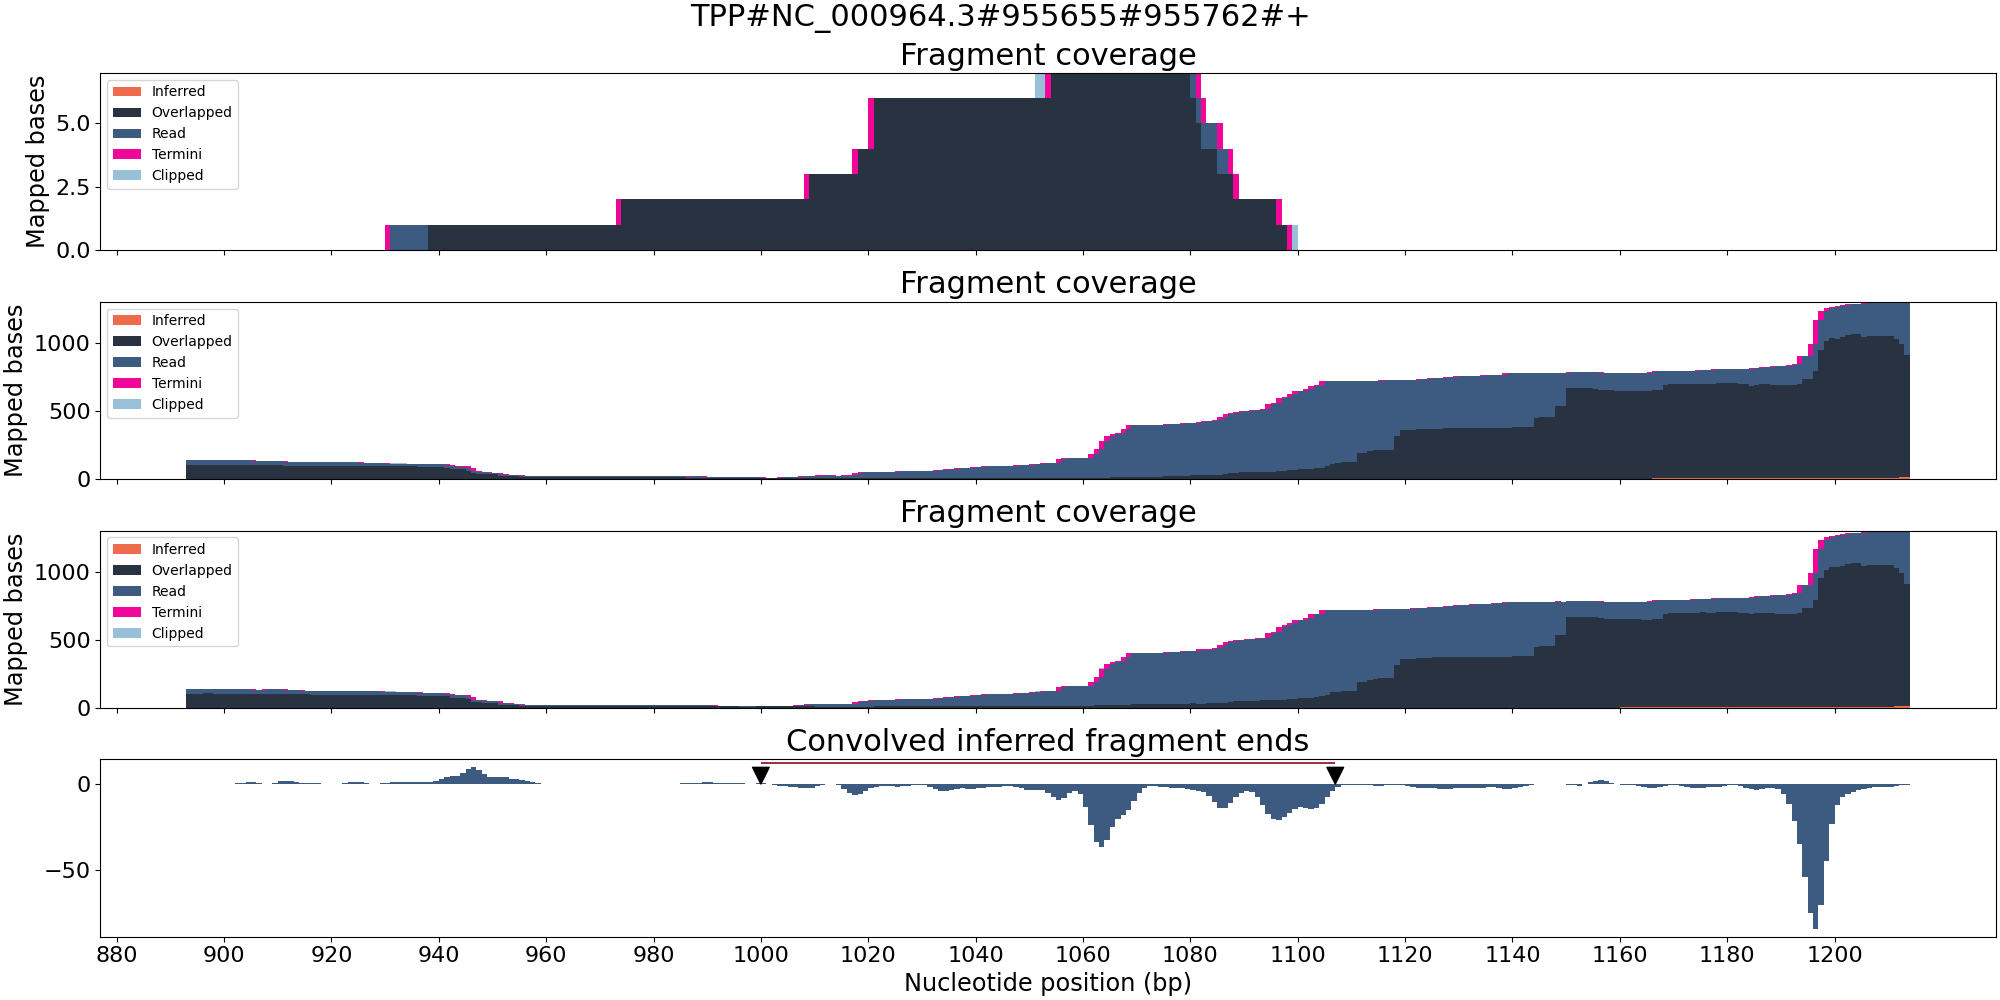 TPP#NC_000964.3#955655#955762#+
Fragment coverage
Mapped bases
5.0
2.5
0.0
Inferred
Overlapped
Read
Termini
Clipped
Fragment coverage
Mapped bases
1000
500
0
Inferred
Overlapped
Read
Termini
Clipped
Fragment coverage
Mapped bases
1000
500
0
Inferred
Overlapped
Read
Termini
Clipped
Convolved inferred fragment ends
0
−50
880 900 920 940 960 980 1000 1020 1040 1060 1080 1100 1120 1140 1160 1180 1200
Nucleotide position (bp)